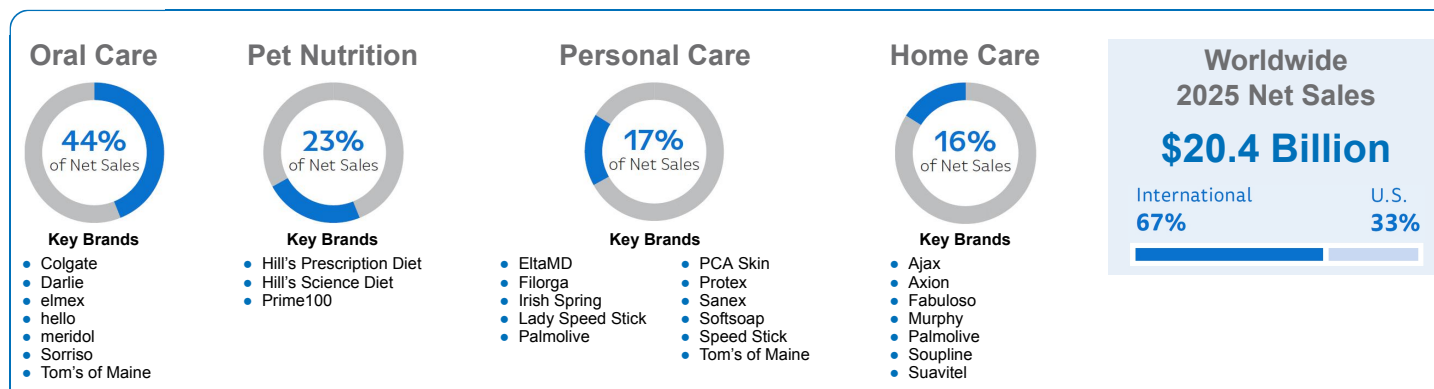 Oral Care
44%
of Net Sales
Key Brands
Colgate
Darlie
elmex
hello
meridol
Sorriso
Tom's of Maine
Pet Nutrition
23%
of Net Sales
Key Brands
Hill's Prescription Diet
Hill's Science Diet
Prime100
Personal Care
17%
of Net Sales
Key Brands
EltaMD
Filorga
Irish Spring
Lady Speed Stick
Palmolive
PCA Skin
Protex
Sanex
Softsoap
Speed Stick
Tom's of Maine
Home Care
16%
of Net Sales
Key Brands
Ajax
Axion
Fabuloso
Murphy
Palmolive
Soupline
Suavitel
Worldwide
2025 Net Sales
$20.4 Billion
International
67%
U.S.
33%